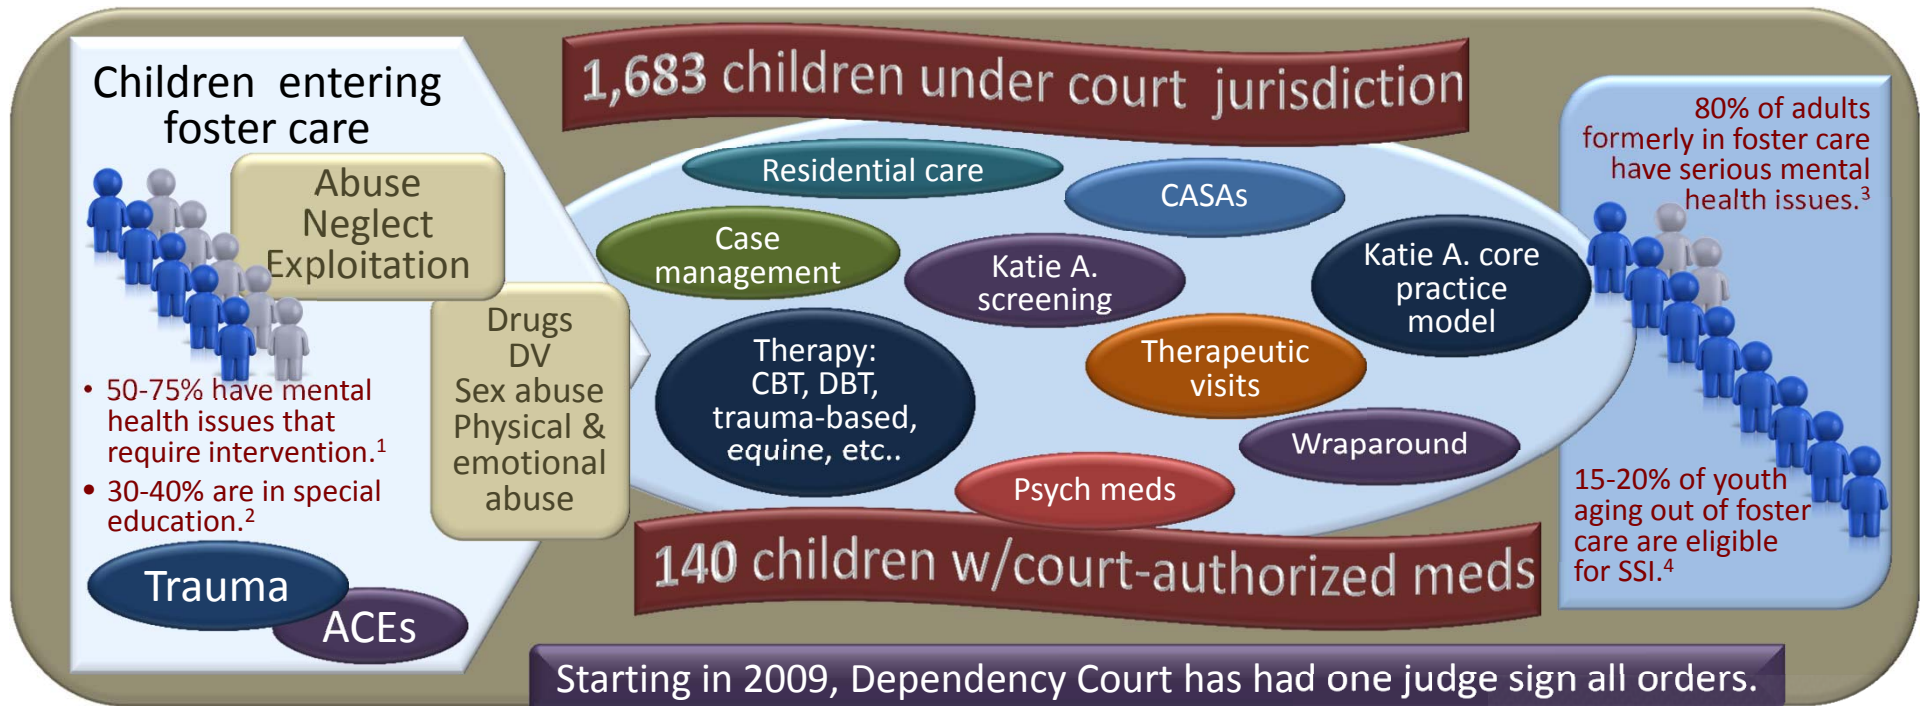 Children entering
foster care
Abuse
Neglect
Exploitation
Drugs
DV
Sex abuse
Physical &
emotional
abuse
• 50-75% have mental
health issues that
require intervention.1
• 30-40% are in special
education.2
Trauma
ACEs
1,683 children under court jurisdiction
Residential care
CASAs
Case
management
Katie A.
screening
Katie A. core
practice
model
Therapy:
CBT, DBT,
trauma-based,
equine, etc..
Therapeutic
visits
Wraparound
Psych meds
140 children w/court-authorized meds
80% of adults
formerly in foster care
have serious mental
health issues.3
15-20% of youth
aging out of foster
care are eligible
for SSI.4
Starting in 2009, Dependency Court has had one judge sign all orders.